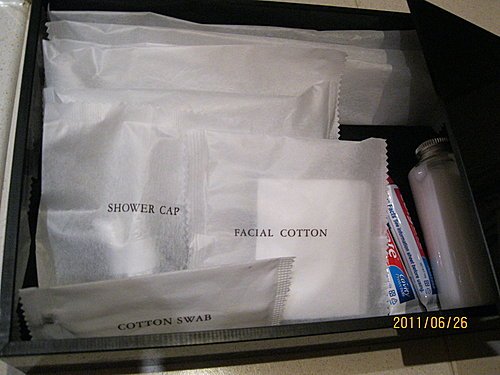 SHOWER CAP
FACIAL COTTON
COTTON SWAB
2011/06/26